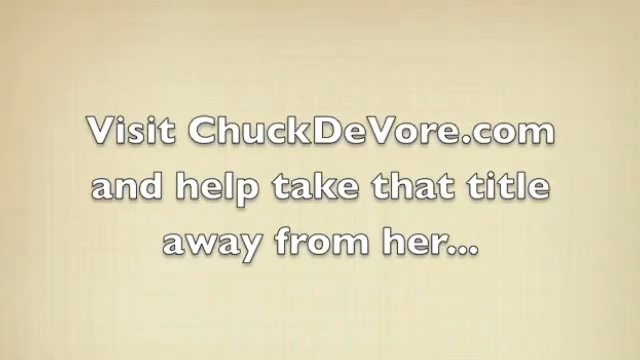 Visit ChuckDeVore.com
and help take that title
away from her...